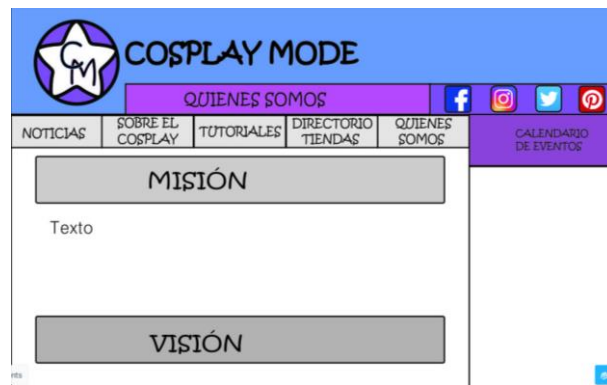 CM
COSPLAY MODE
QUIENES SOMOS
NOTICIAS
SOBRE EL
COSPLAY
TUTORIALES
DIRECTORIO
TIENDAS
QUIENES
SOMOS
CALENDARIO
DE EVENTOS
MISIÓN
Texto
VISIÓN